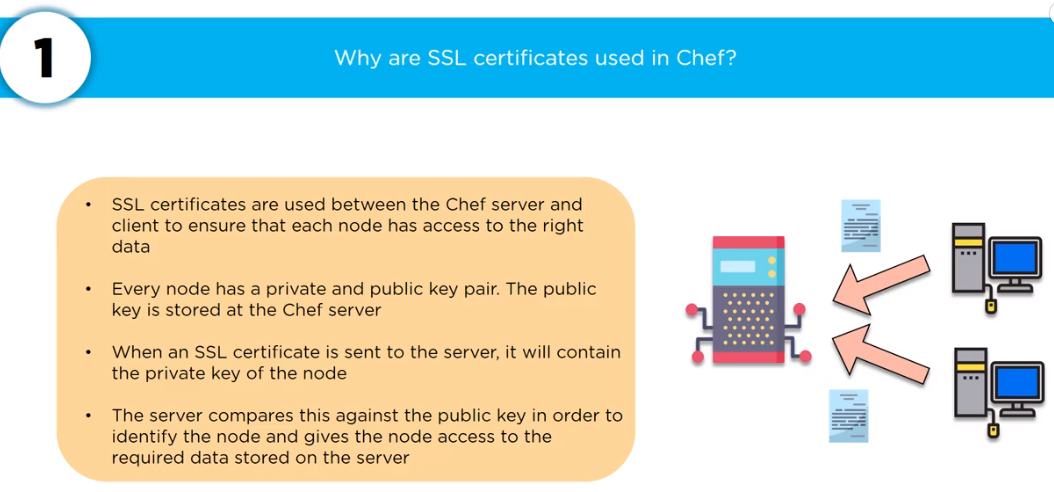 1
Why are SSL certificates used in Chef?
• SSL certificates are used between the Chef server and
client to ensure that each node has access to the right
data
• Every node has a private and public key pair. The public
key is stored at the Chef server
• When an SSL certificate is sent to the server, it will contain
the private key of the node
• The server compares this against the public key in order to
identify the node and gives the node access to the
required data stored on the server